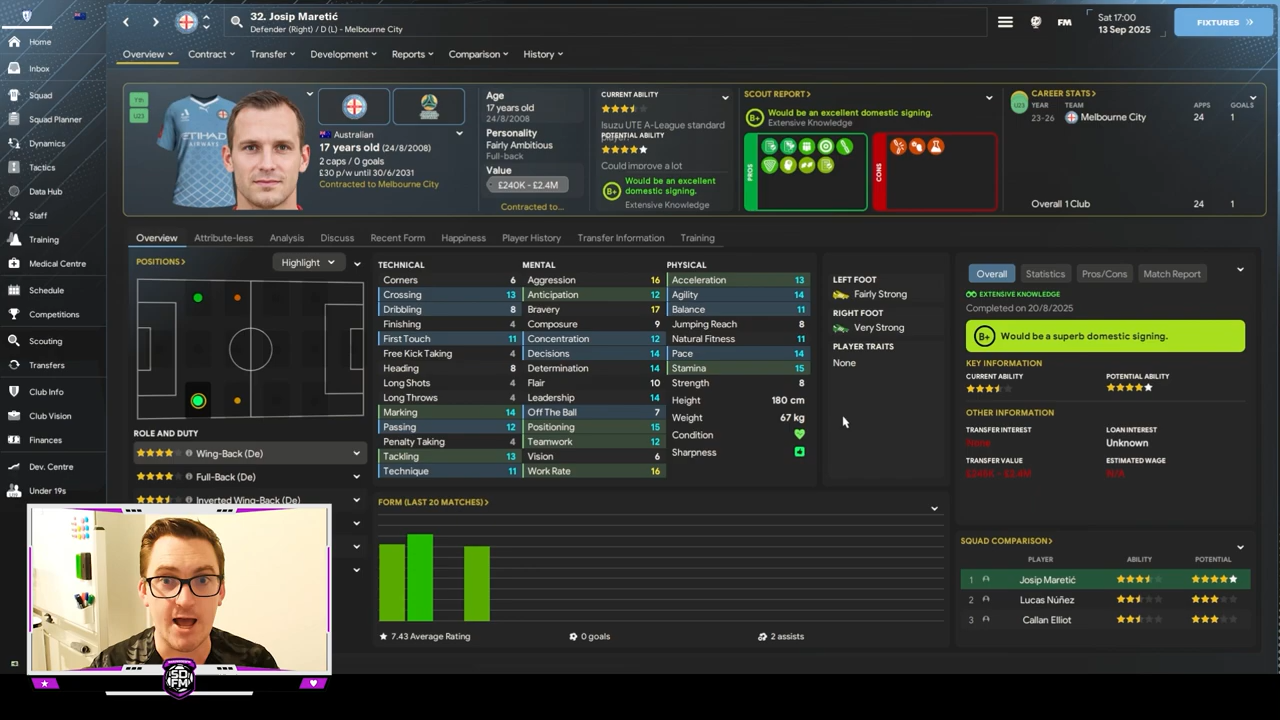 32. Josip Maretić
Defender (Right) / D (L) - Melbourne City
FM
Sat 17:00
13 Sep 2025
FIXTURES
Home
Inbox
Squad
Squad Planner
Dynamics
Tactics
Data Hub
Staff
Training
Medical Centre
Schedule
Competitions
Scouting
Transfers
Club Info
Club Vision
Finances
Dev. Centre
Under 19s
Overview
Contract
Transfer
Development
Reports
Comparison
History
U23
ETIHAD
AIRWAYS
Australian
17 years old (24/8/2008)
2 caps / 0 goals
£30 p/w until 30/6/2031
Contracted to Melbourne City
Age
17 years old
24/8/2008
Personality
Fairly Ambitious
Full-back
Value
£240K - £2.4M
Contracted to...
CURRENT ABILITY
Isuzu UTE A-League standard
POTENTIAL ABILITY
Could improve a lot
B+ Would be an excellent
domestic signing.
Extensive Knowledge
SCOUT REPORT >
B+ Would be an excellent domestic signing.
Extensive Knowledge
PROS
CONS
CAREER STATS >
U23
YEAR TEAM APPS GOALS
23-26 Melbourne City 24 1
Overall 1 Club 24 1
Overview
Attribute-less
Analysis
Discuss
Recent Form
Happiness
Player History
Transfer Information
Training
POSITIONS >
Highlight
ROLE AND DUTY
Wing-Back (De)
Full-Back (De)
Inverted Wing-Back (De)
TECHNICAL
Corners 6
Crossing 13
Dribbling 8
Finishing 4
First Touch 11
Free Kick Taking 4
Heading 8
Long Shots 4
Long Throws 4
Marking 14
Passing 12
Penalty Taking 4
Tackling 13
Technique 11
MENTAL
Aggression 16
Anticipation 12
Bravery 17
Composure 9
Concentration 12
Decisions 14
Determination 14
Flair 10
Leadership 14
Off The Ball 7
Positioning 15
Teamwork 12
Vision 6
Work Rate 16
PHYSICAL
Acceleration 13
Agility 14
Balance 11
Jumping Reach 8
Natural Fitness 11
Pace 14
Stamina 15
Strength 8
Height 180 cm
Weight 67 kg
Condition
Sharpness
LEFT FOOT
Fairly Strong
RIGHT FOOT
Very Strong
PLAYER TRAITS
None
Overall
Statistics
Pros/Cons
Match Report
EXTENSIVE KNOWLEDGE
Completed on 20/8/2025
B+ Would be a superb domestic signing.
KEY INFORMATION
CURRENT ABILITY
POTENTIAL ABILITY
OTHER INFORMATION
TRANSFER INTEREST
None
LOAN INTEREST
Unknown
TRANSFER VALUE
£240K - £2.4M
ESTIMATED WAGE
N/A
FORM (LAST 20 MATCHES) >
7.43 Average Rating
0 goals
2 assists
SQUAD COMPARISON >
PLAYER ABILITY POTENTIAL
1 Josip Maretić
2 Lucas Núñez
3 Callan Elliot
SD
FM